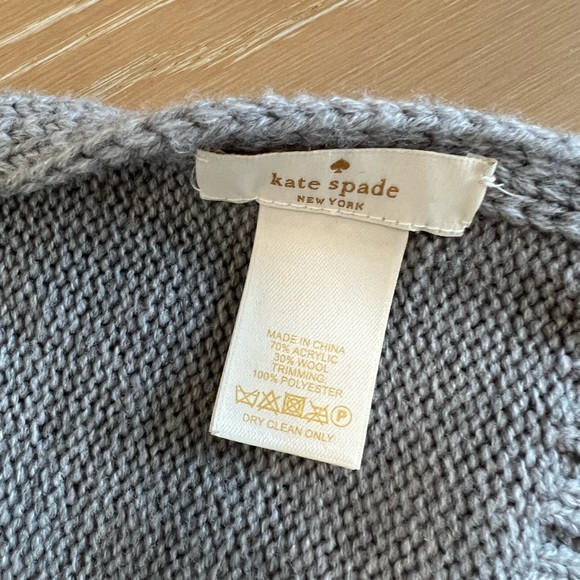 kate spade
NEW YORK
MADE IN CHINA
70% ACRYLIC
30% WOOL
TRIMMING:
100% POLYESTER
P
DRY CLEAN ONLY